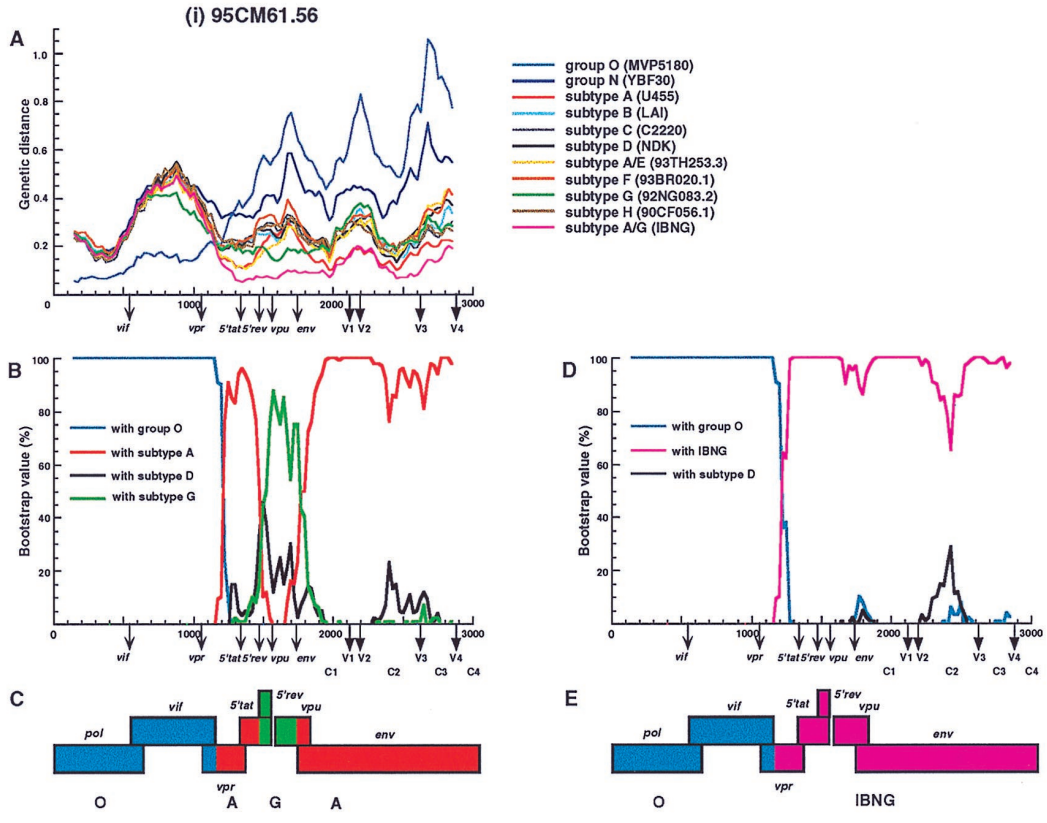 (i) 95CM61.56
A
Genetic distance
1.0
0.8
0.6
0.4
0.2
0
1000
2000
3000
vif
vpr
5'tat
5'rev
vpu
env
V1
V2
V3
V4
group O (MVP5180)
group N (YBF30)
subtype A (U455)
subtype B (LAI)
subtype C (C2220)
subtype D (NDK)
subtype A/E (93TH253.3)
subtype F (93BR020.1)
subtype G (92NG083.2)
subtype H (90CF056.1)
subtype A/G (IBNG)
B
Bootstrap value (%)
100
80
60
40
20
with group O
with subtype A
with subtype D
with subtype G
0
1000
2000
3000
vif
vpr
5'tat
5'rev
vpu
env
V1
V2
V3
V4
C1
C2
C3
C4
D
Bootstrap value (%)
100
80
60
40
20
with group O
with IBNG
with subtype D
0
1000
2000
3000
vif
vpr
5'tat
5'rev
vpu
env
V1
V2
V3
V4
C1
C2
C3
C4
C
pol
vif
vpr
5'tat
5'rev
vpu
env
O
A
G
A
E
pol
vif
vpr
5'tat
5'rev
vpu
env
O
IBNG